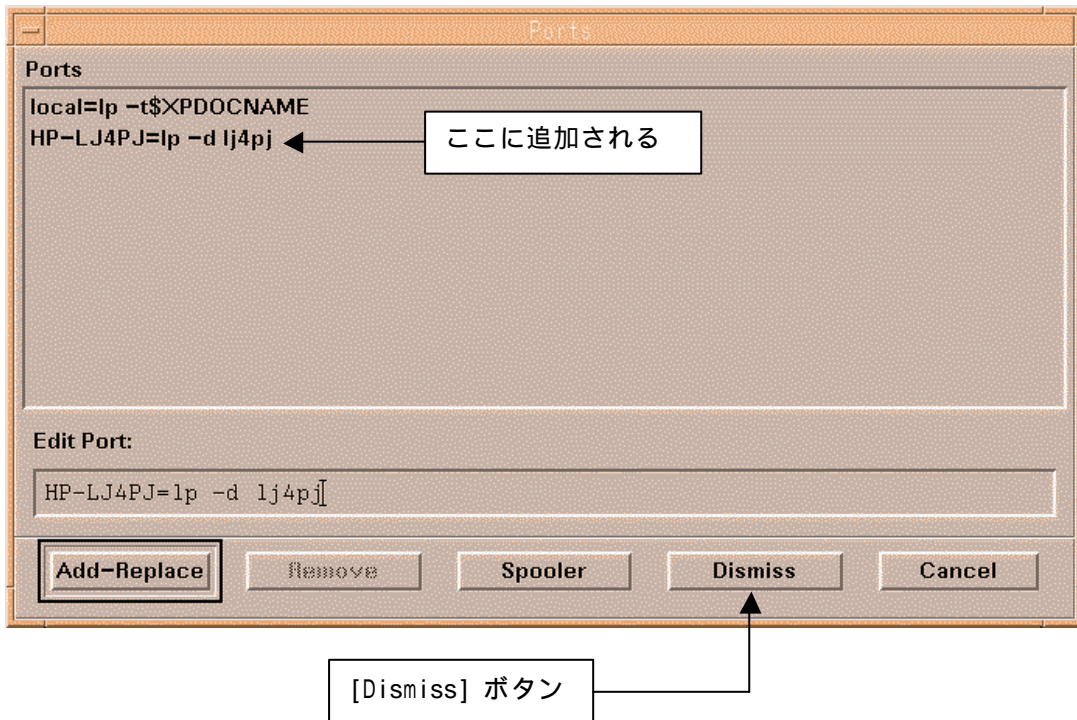 Ports
Ports
local=lp -t$XPDOCNAME
HP-LJ4PJ=lp -d lj4pj
ここに追加される
Edit Port:
HP-LJ4PJ=lp -d lj4pj
Add-Replace
Remove
Spooler
Dismiss
Cancel
[Dismiss] ボタン